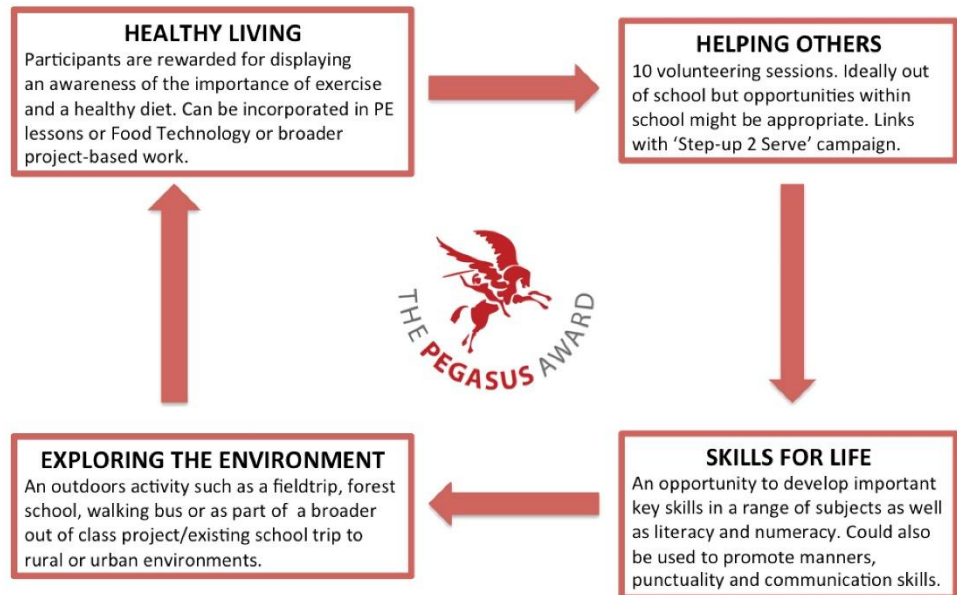 HEALTHY LIVING
Participants are rewarded for displaying
an awareness of the importance of exercise
and a healthy diet. Can be incorporated in PE
lessons or Food Technology or broader
project-based work.
HELPING OTHERS
10 volunteering sessions. Ideally out
of school but opportunities within
school might be appropriate. Links
with ‘Step-up 2 Serve’ campaign.
THE PEGASUS AWARD
EXPLORING THE ENVIRONMENT
An outdoors activity such as a fieldtrip, forest
school, walking bus or as part of a broader
out of class project/existing school trip to
rural or urban environments.
SKILLS FOR LIFE
An opportunity to develop important
key skills in a range of subjects as well
as literacy and numeracy. Could also
be used to promote manners,
punctuality and communication skills.